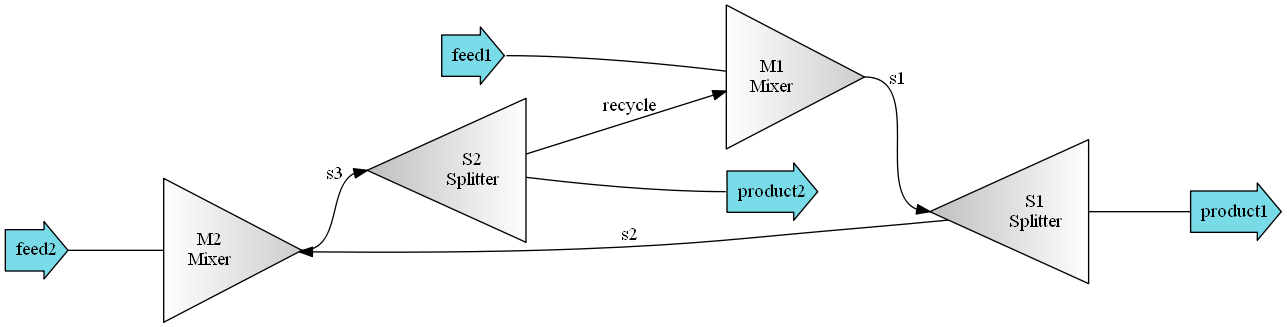 feed1
M1
Mixer
s1
recycle
S2
Splitter
s3
product2
S1
Splitter
product1
M2
Mixer
feed2
s2